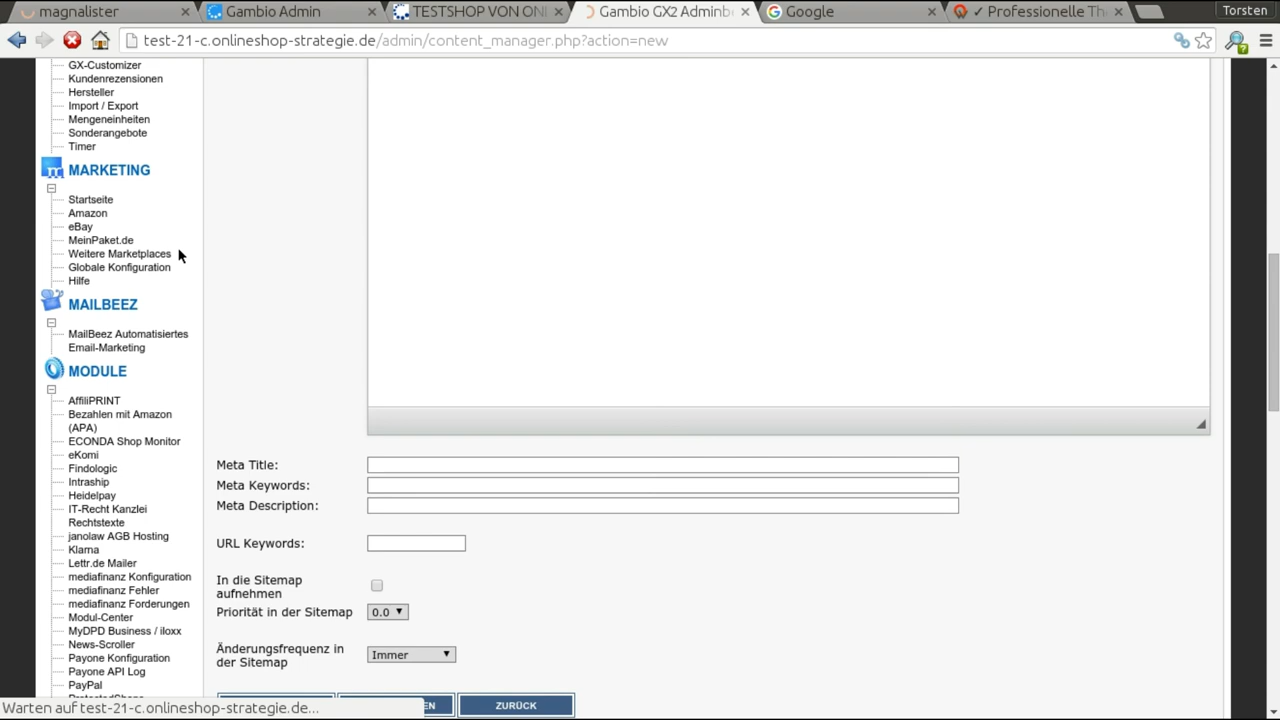 magnalister
Gambio Admin
TESTSHOP VON ONL
Gambio GX2 Adminb
Google
✓ Professionelle Th
Torsten
test-21-c.onlineshop-strategie.de/admin/content_manager.php?action=new
GX-Customizer
Kundenrezensionen
Hersteller
Import / Export
Mengeneinheiten
Sonderangebote
Timer
MARKETING
Startseite
Amazon
eBay
MeinPaket.de
Weitere Marketplaces
Globale Konfiguration
Hilfe
MAILBEEZ
MailBeez Automatisiertes
Email-Marketing
MODULE
AffiliPRINT
Bezahlen mit Amazon
(APA)
ECONDA Shop Monitor
eKomi
Findologic
Intraship
Heidelpay
IT-Recht Kanzlei
Rechtstexte
janolaw AGB Hosting
Klarna
Lettr.de Mailer
mediafinanz Konfiguration
mediafinanz Fehler
mediafinanz Forderungen
Modul-Center
MyDPD Business / iloxx
News-Scroller
Payone Konfiguration
Payone API Log
PayPal
Meta Title:
Meta Keywords:
Meta Description:
URL Keywords:
In die Sitemap
aufnehmen
Priorität in der Sitemap
0.0
Änderungsfrequenz in
der Sitemap
Immer
EN
ZURÜCK
Warten auf test-21-c.onlineshop-strategie.de...